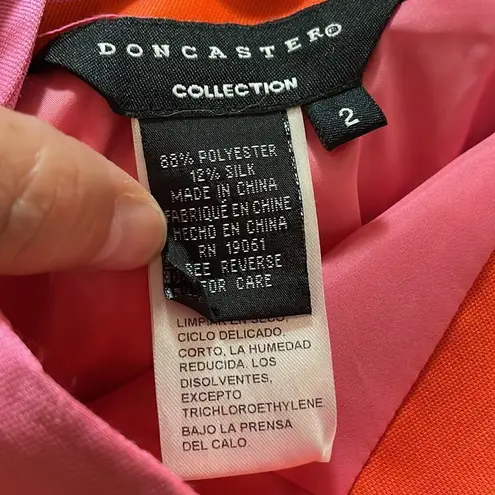 DONCASTER®
COLLECTION
2
88% POLYESTER
12% SILK
MADE IN CHINA
FABRIQUÉ EN CHINE
HECHO EN CHINA
RN 19061
SEE REVERSE
FOR CARE
LIMPIAR EN SECO,
CICLO DELICADO.
CORTO, LA HUMEDAD
REDUCIDA. LOS
DISOLVENTES,
EXCEPTO
TRICHLOROETHYLENE.
BAJO LA PRENSA
DEL CALO.